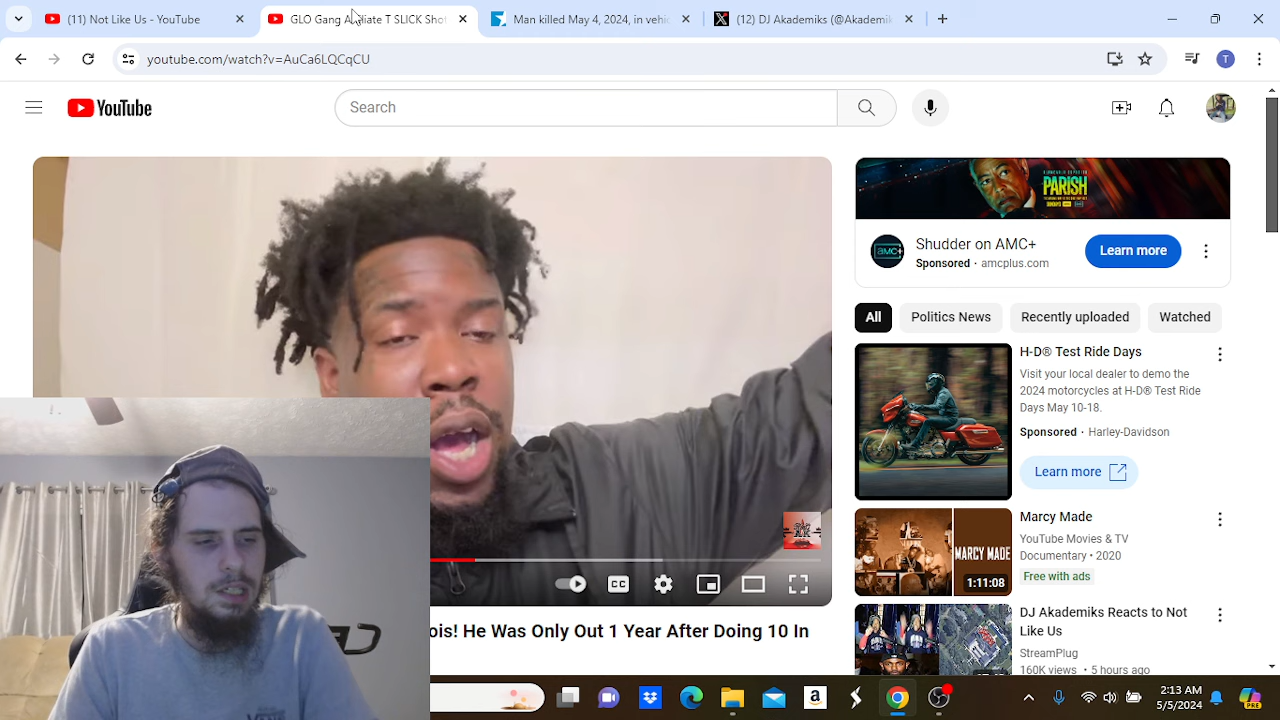 (11) Not Like Us - YouTube
GLO Gang A
iate T SLICK Shot
Man killed May 4, 2024, in vehic
(12) DJ Akademiks (@Akademik
youtube.com/watch?v=AuCa6LQCqCU
T
YouTube
Search
PARISH
amc+
Shudder on AMC+
Sponsored · amcplus.com
Learn more
All
Politics News
Recently uploaded
Watched
H-D® Test Ride Days
Visit your local dealer to demo the
2024 motorcycles at H-D® Test Ride
Days May 10-18.
Sponsored · Harley-Davidson
Learn more
MARCY MADE
1:11:08
Marcy Made
YouTube Movies & TV
Documentary • 2020
Free with ads
DJ Akademiks Reacts to Not
Like Us
StreamPlug
160K views • 5 hours ago
CC
ois! He Was Only Out 1 Year After Doing 10 In
2:13 AM
5/5/2024
PRE